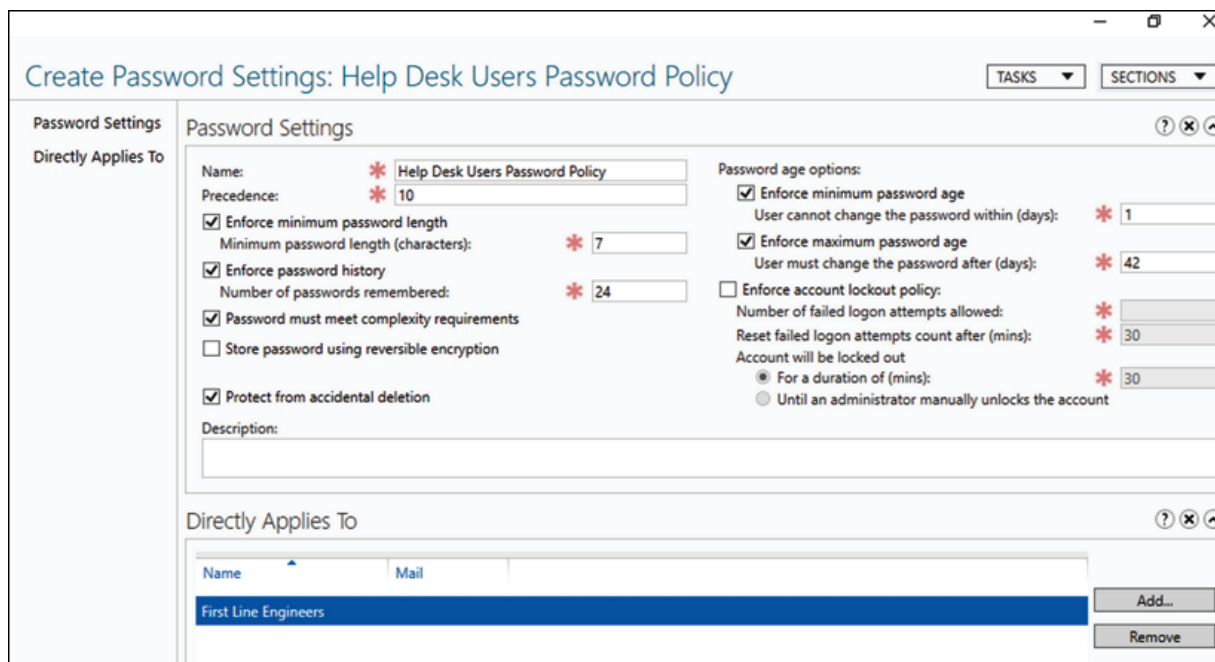 Create Password Settings: Help Desk Users Password Policy
TASKS
SECTIONS
Password Settings
Directly Applies To
Password Settings
Name: * Help Desk Users Password Policy
Precedence: * 10
Enforce minimum password length
Minimum password length (characters): * 7
Enforce password history
Number of passwords remembered: * 24
Password must meet complexity requirements
Store password using reversible encryption
Protect from accidental deletion
Description:
Password age options:
Enforce minimum password age
User cannot change the password within (days): * 1
Enforce maximum password age
User must change the password after (days): * 42
Enforce account lockout policy:
Number of failed logon attempts allowed: *
Reset failed logon attempts count after (mins): * 30
Account will be locked out
For a duration of (mins): * 30
Until an administrator manually unlocks the account
Directly Applies To
Name Mail
First Line Engineers
Add...
Remove